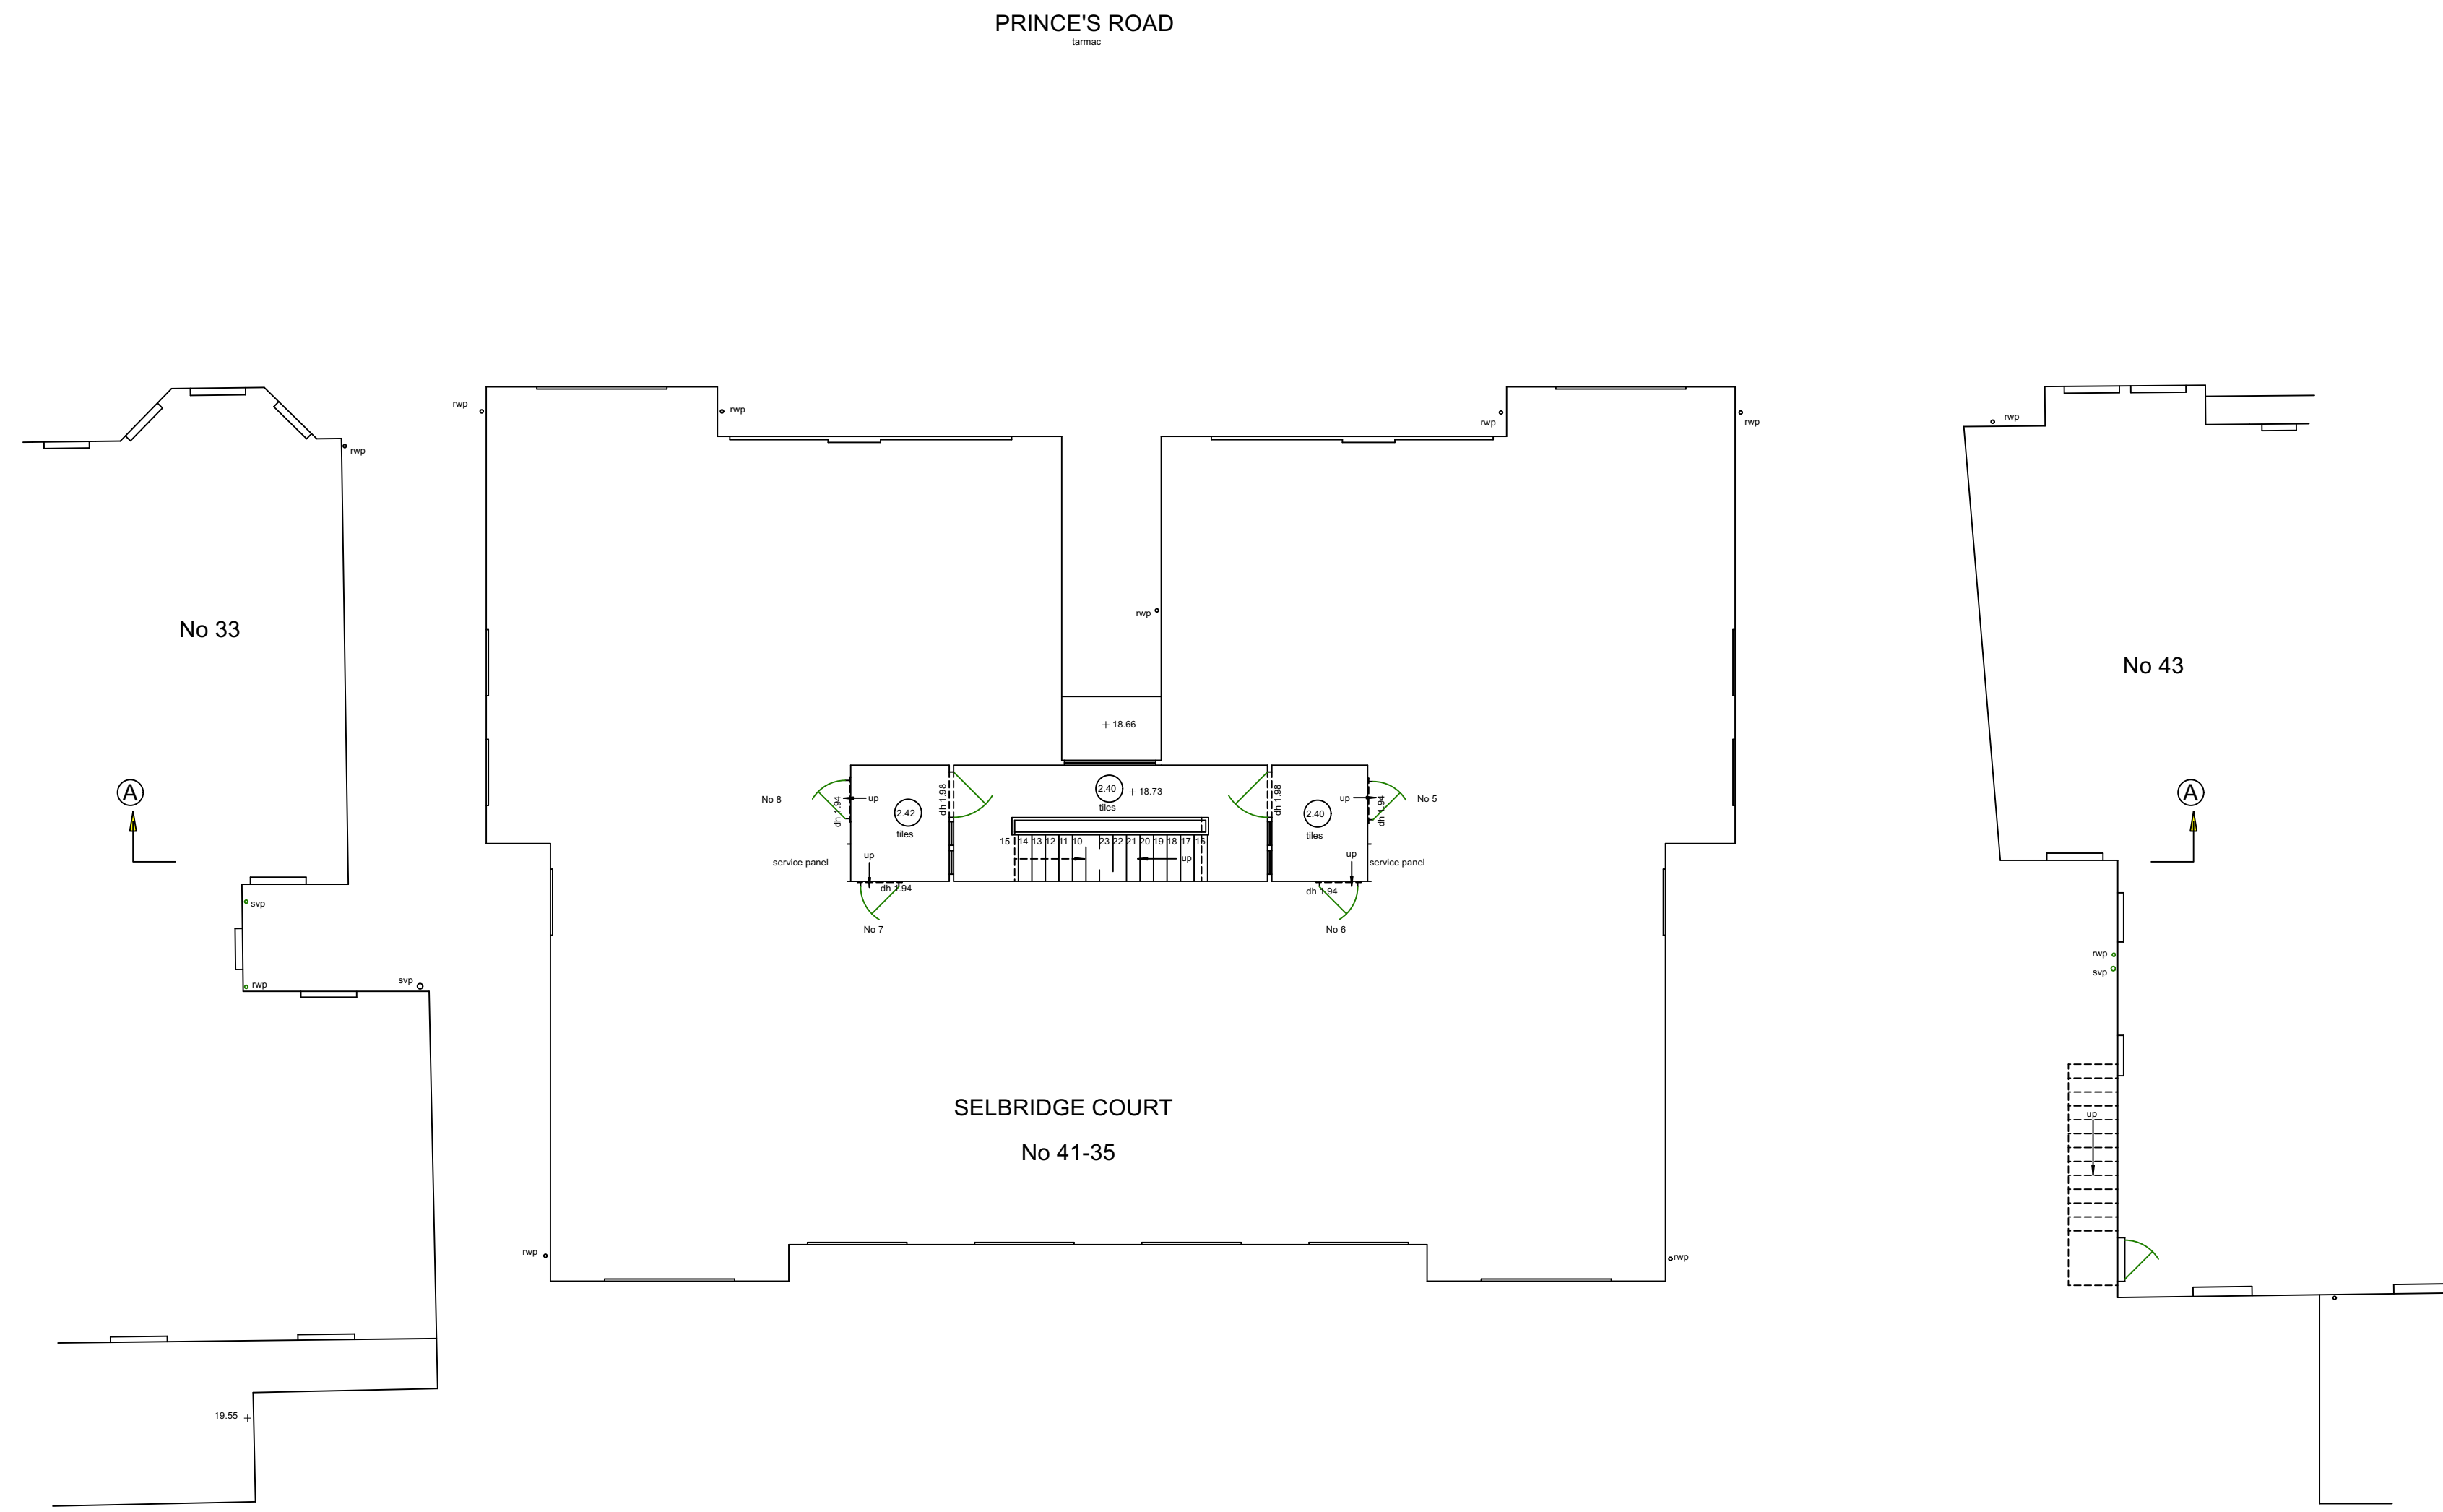 PRINCE'S ROAD
tarmac
rwp
rwp
rwp
rwp
rwp
rwp
rwp
No 33
No 43
18.66
A
A
No 8
dh 1.94
up
2.42
tiles
dh 1.98
2.40
18.73
tiles
dh 1.98
2.40
tiles
up
dh 1.94
No 5
15 14 13 12 11 10 23 22 21 20 19 18 17 16
up
service panel
up
dh 1.94
No 7
up
service panel
dh 1.94
No 6
svp
rwp
svp
rwp
svp
SELBRIDGE COURT
No 41-35
up
rwp
rwp
19.55